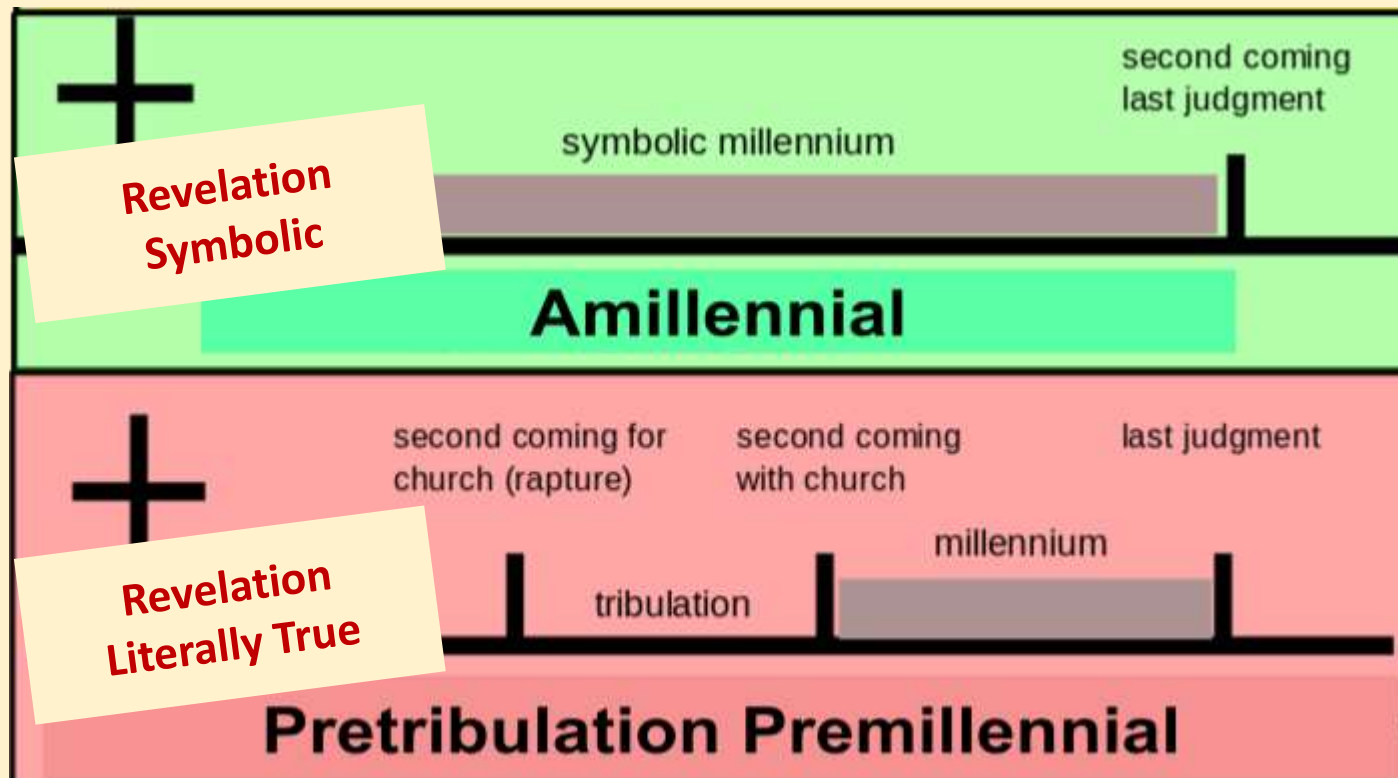 second coming
last judgment
symbolic millennium
Revelation
Symbolic
Amillennial
second coming for
church (rapture)
second coming
with church
last judgment
millennium
tribulation
Revelation
Literally True
Pretribulation Premillennial